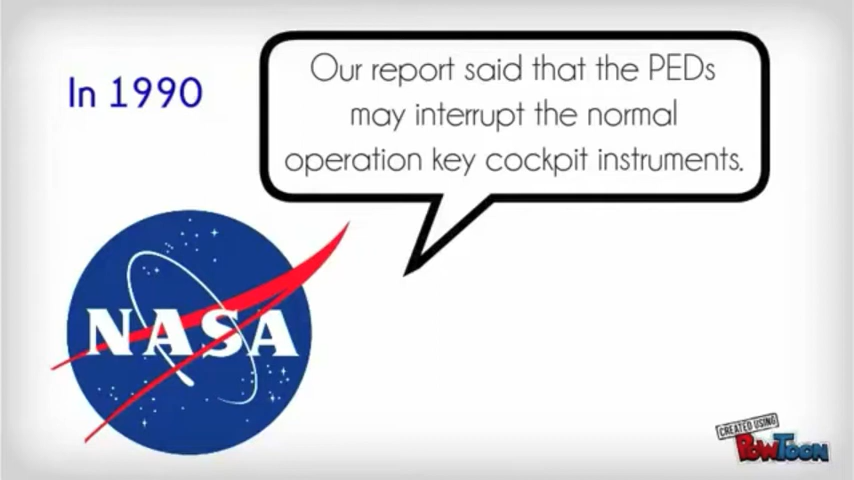 In 1990
Our report said that the PEDs
may interrupt the normal
operation key cockpit instruments.
NASA
CREATED USING
PowToon